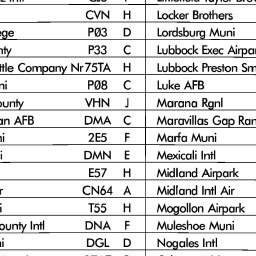 CVN H Locker Brothers
ege P03 D Lordsburg Muni
nty P33 C Lubbock Exec Airpar
ttle Company Nr 75TA H Lubbock Preston Sm
ni P08 C Luke AFB
ounty VHN J Marana Rgnl
an AFB DMA C Maravillas Gap Ran
ni 2E5 F Marfa Muni
i DMN E Mexicali Intl
E57 H Midland Airpark
r CN64 A Midland Intl Air
i T55 H Mogollon Airpark
ounty Intl DNA F Muleshoe Muni
ni DGL D Nogales Intl